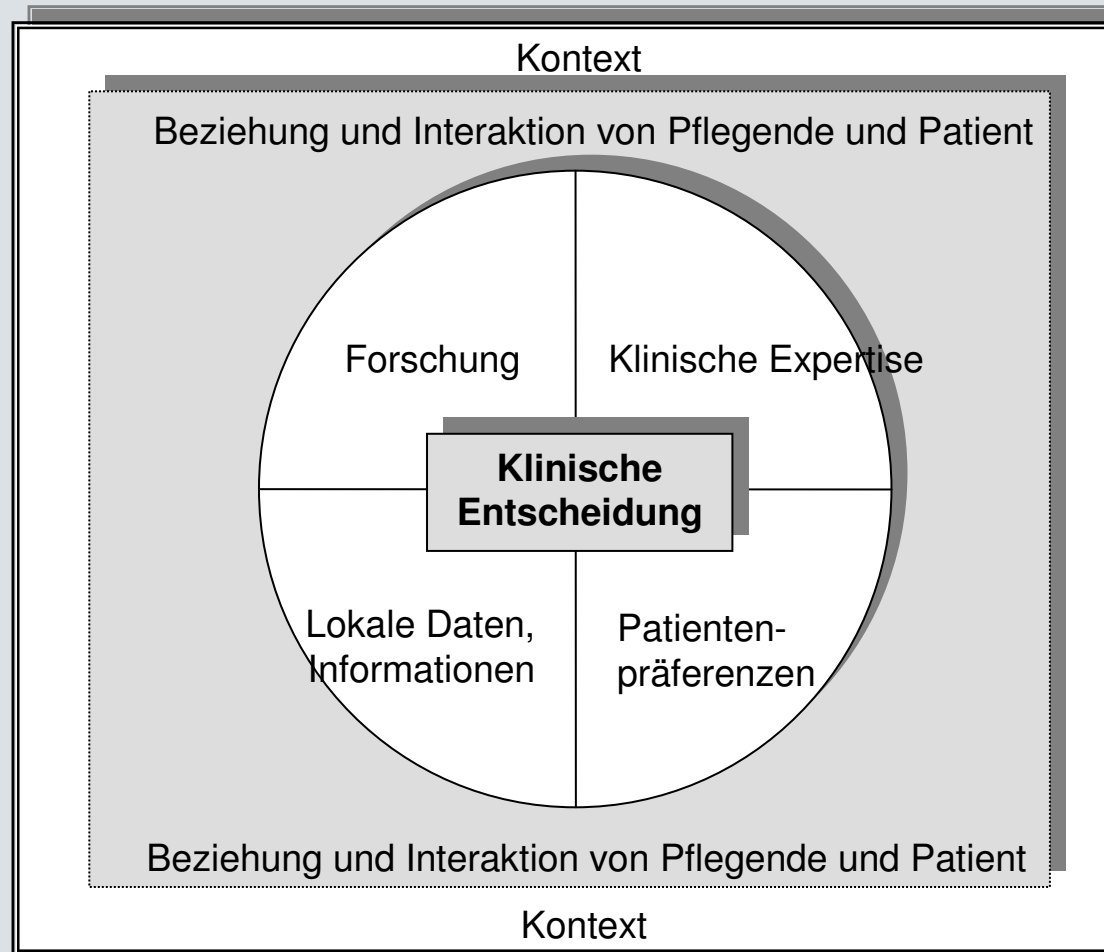 Kontext
Beziehung und Interaktion von Pflegende und Patient
Forschung
Klinische Expertise
Klinische
Entscheidung
Lokale Daten,
Informationen
Patienten-
präferenzen
Beziehung und Interaktion von Pflegende und Patient
Kontext